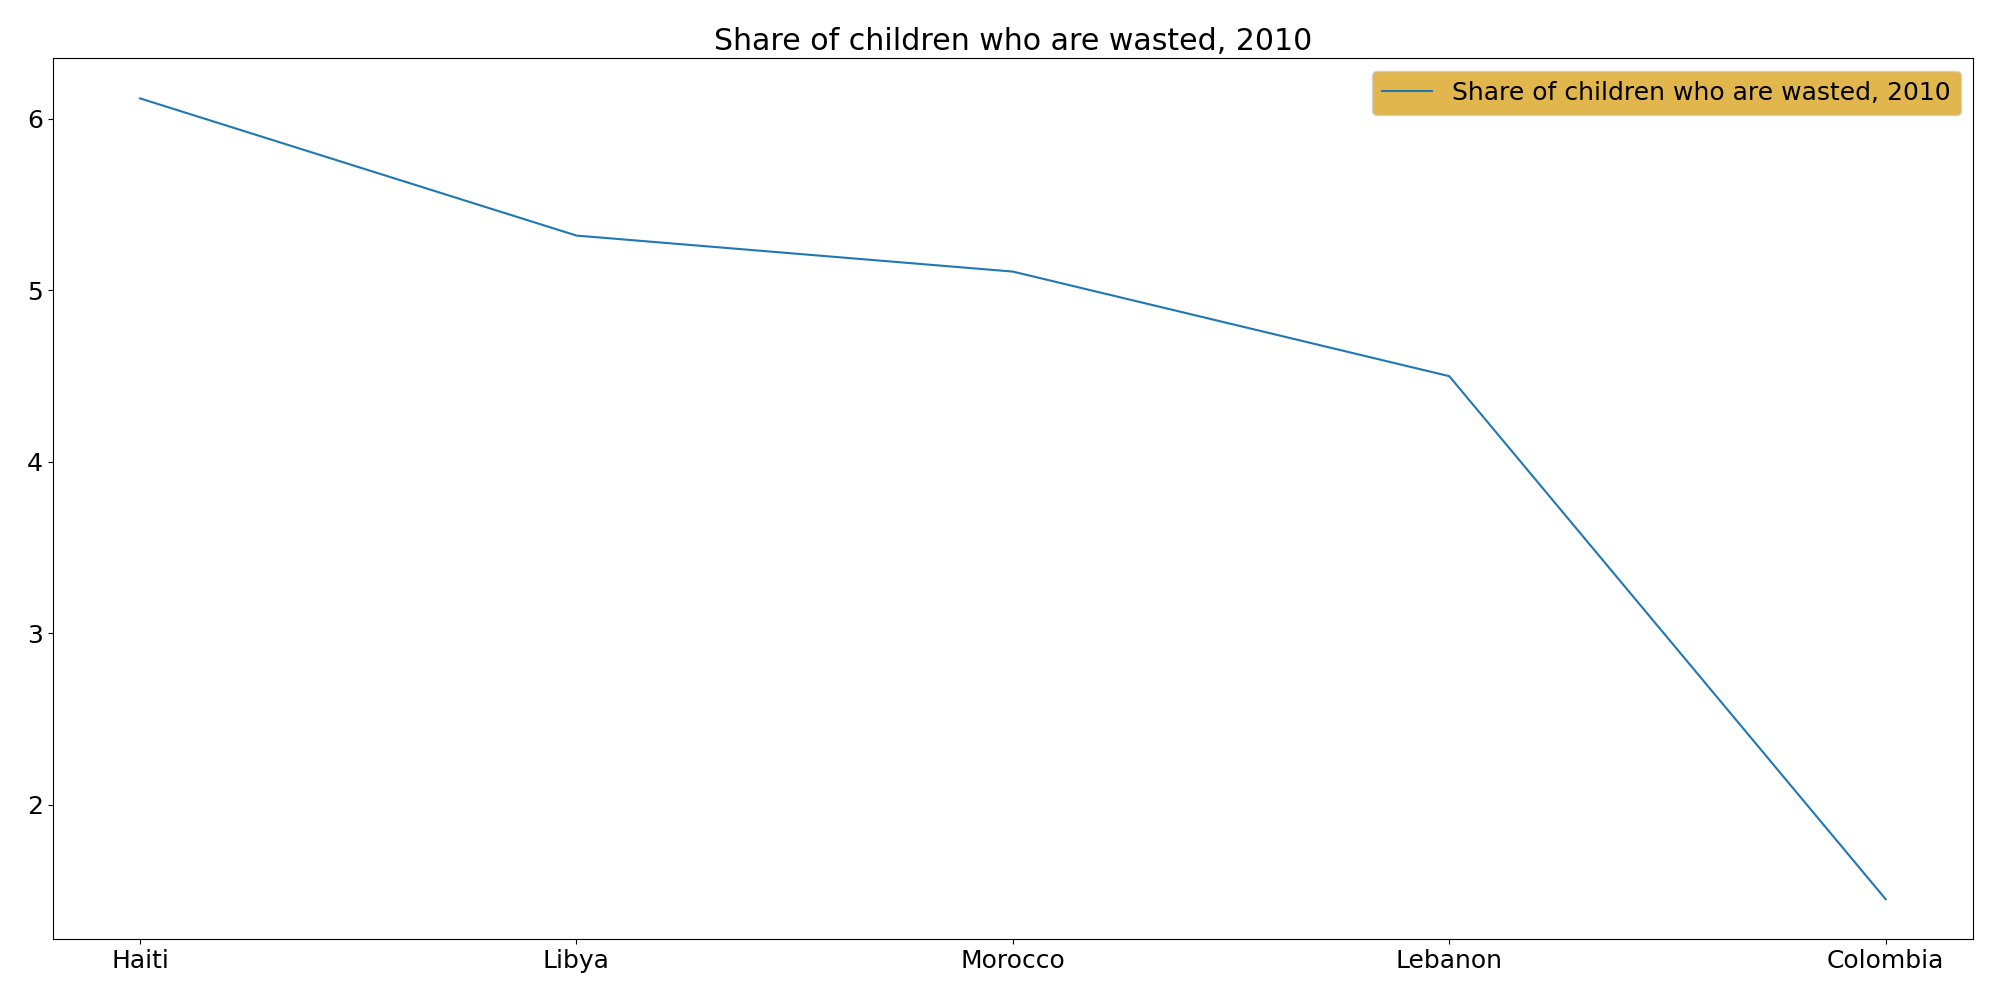 Share of children who are wasted, 2010
Share of children who are wasted, 2010
6
5
4
3
2
Haiti Libya Morocco Lebanon Colombia